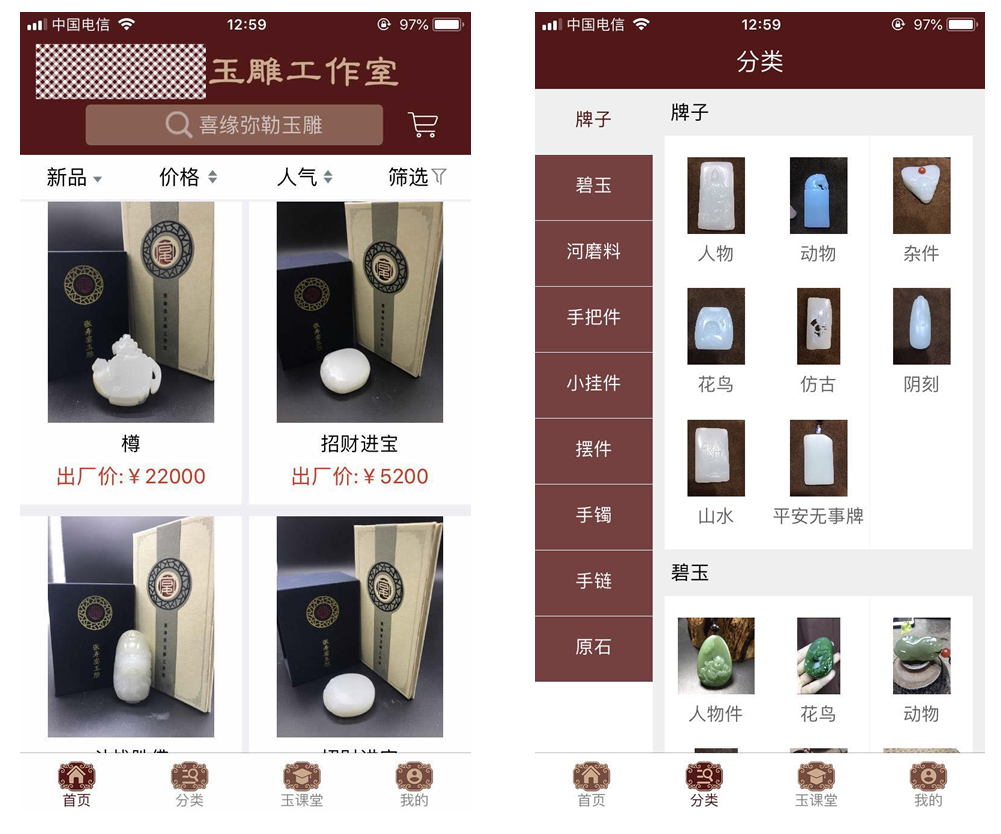 中国电信 12:59 97%
玉雕工作室
喜缘弥勒玉雕
新品 价格 人气 筛选
樽 招财进宝
出厂价:￥22000 出厂价:￥5200
招财进宝
首页 分类 玉课堂 我的
中国电信 12:59 97%
分类
牌子
碧玉
河磨料
手把件
小挂件
摆件
手镯
手链
原石
牌子
人物 动物 杂件
花鸟 仿古 阴刻
山水 平安无事牌
碧玉
人物件 花鸟 动物
首页 分类 玉课堂 我的